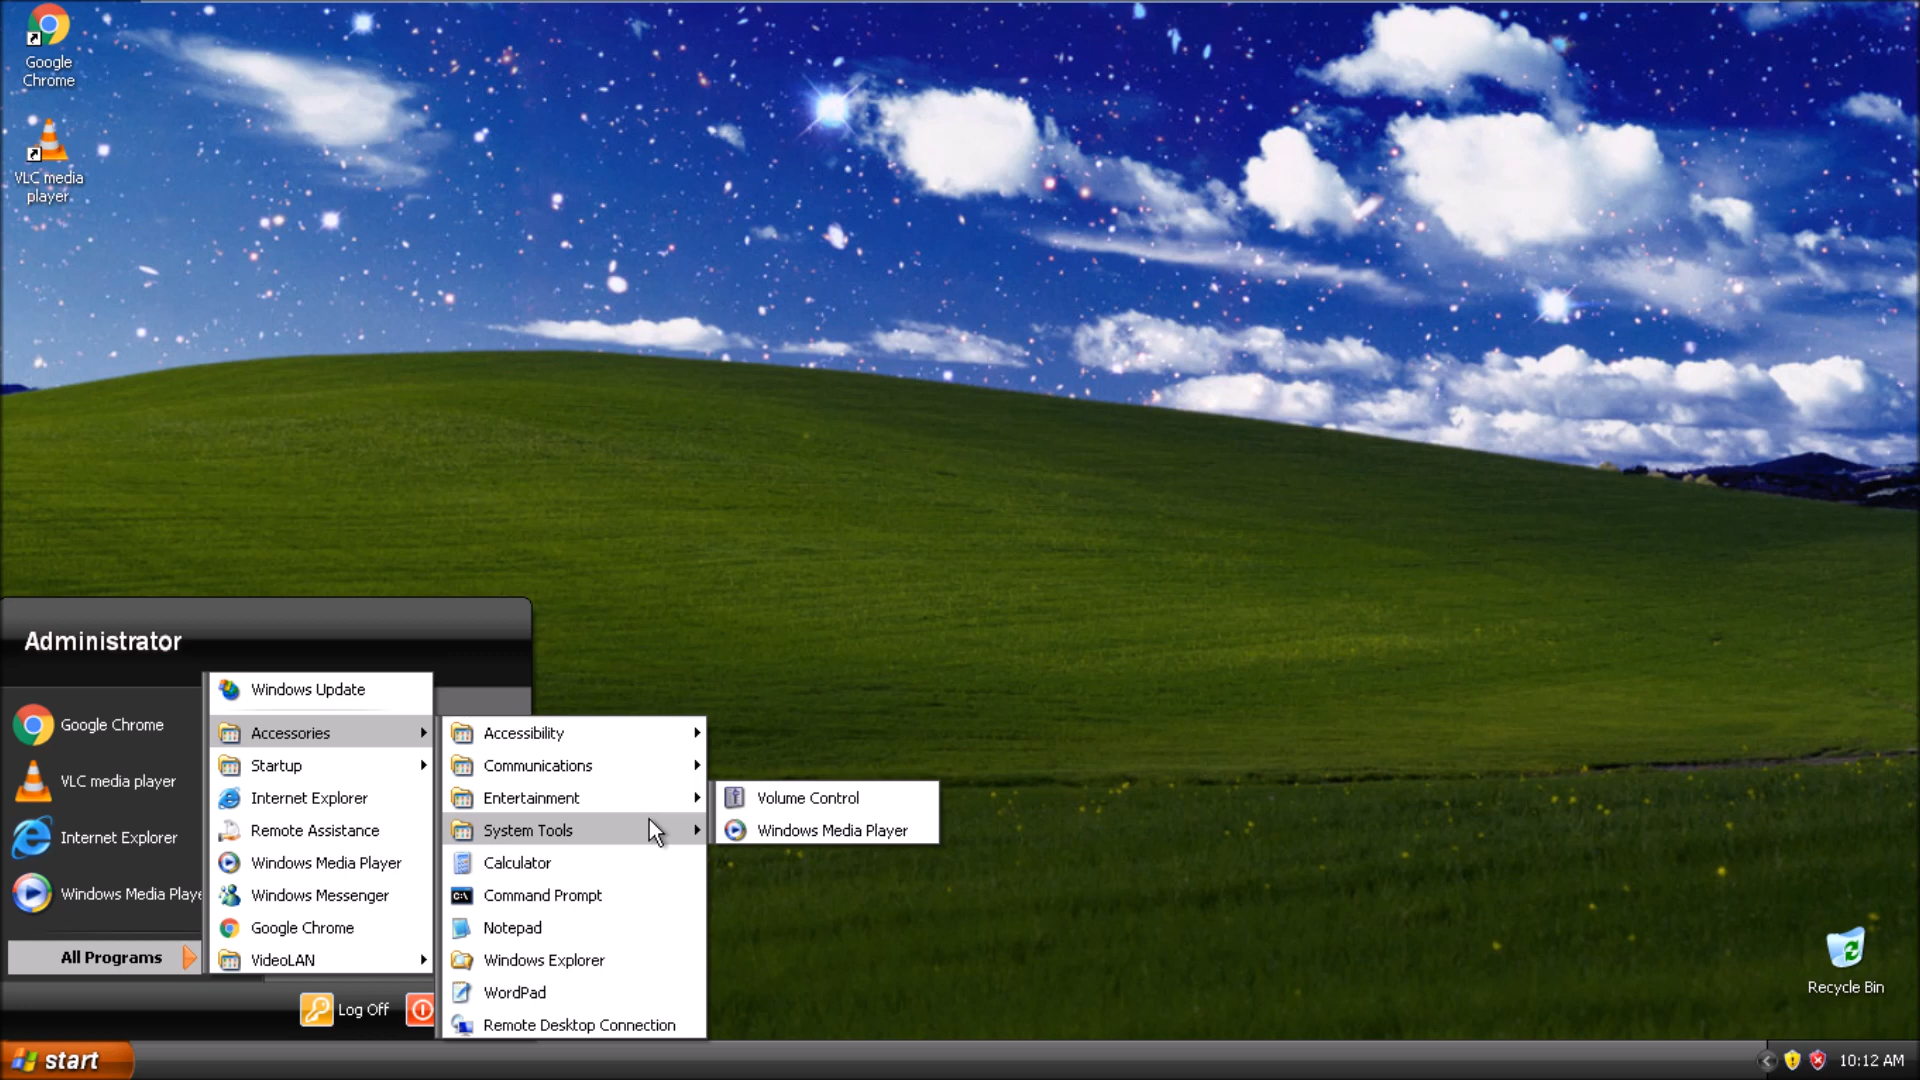 Google
Chrome
VLC media
player
Administrator
Google Chrome
VLC media player
Internet Explorer
Windows Media Playe
All Programs
Windows Update
Accessories
Startup
Internet Explorer
Remote Assistance
Windows Media Player
Windows Messenger
Google Chrome
VideoLAN
Accessibility
Communications
Entertainment
System Tools
Calculator
Command Prompt
Notepad
Windows Explorer
WordPad
Remote Desktop Connection
Volume Control
Windows Media Player
Log Off
Recycle Bin
start
10:12 AM